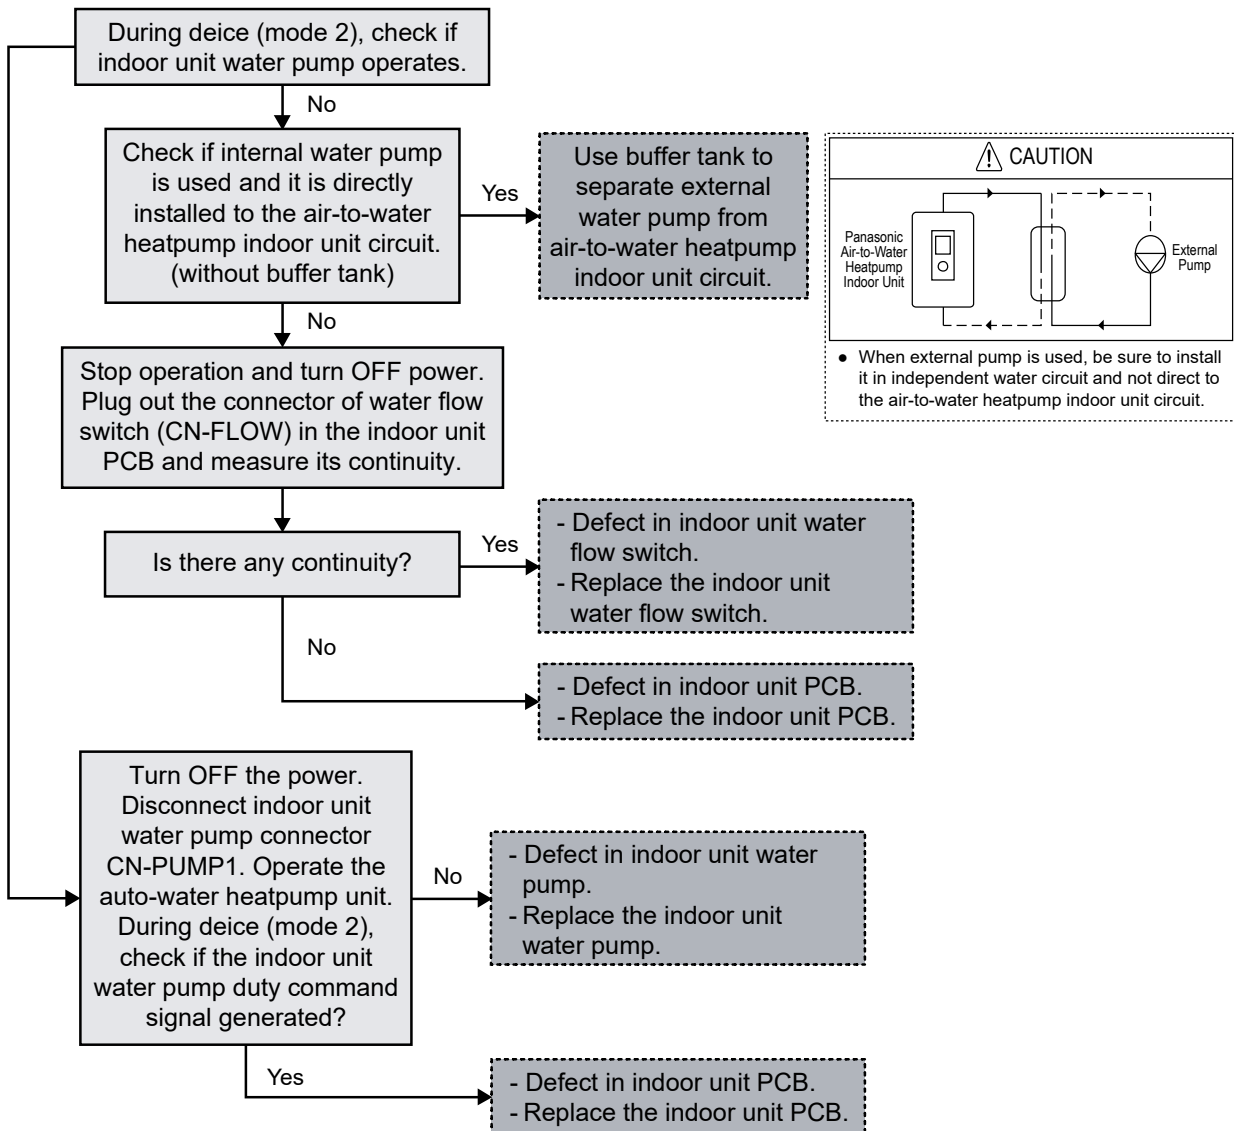 During deice (mode 2), check if
indoor unit water pump operates.
No
Check if internal water pump
is used and it is directly
installed to the air-to-water
heatpump indoor unit circuit.
(without buffer tank)
Yes
Use buffer tank to
separate external
water pump from
air-to-water heatpump
indoor unit circuit.
CAUTION
Panasonic
Air-to-Water
Heatpump
Indoor Unit
External
Pump
● When external pump is used, be sure to install
it in independent water circuit and not direct to
the air-to-water heatpump indoor unit circuit.
No
Stop operation and turn OFF power.
Plug out the connector of water flow
switch (CN-FLOW) in the indoor unit
PCB and measure its continuity.
Is there any continuity?
Yes
- Defect in indoor unit water
flow switch.
- Replace the indoor unit
water flow switch.
No
- Defect in indoor unit PCB.
- Replace the indoor unit PCB.
Turn OFF the power.
Disconnect indoor unit
water pump connector
CN-PUMP1. Operate the
auto-water heatpump unit.
During deice (mode 2),
check if the indoor unit
water pump duty command
signal generated?
No
- Defect in indoor unit water
pump.
- Replace the indoor unit
water pump.
Yes
- Defect in indoor unit PCB.
- Replace the indoor unit PCB.